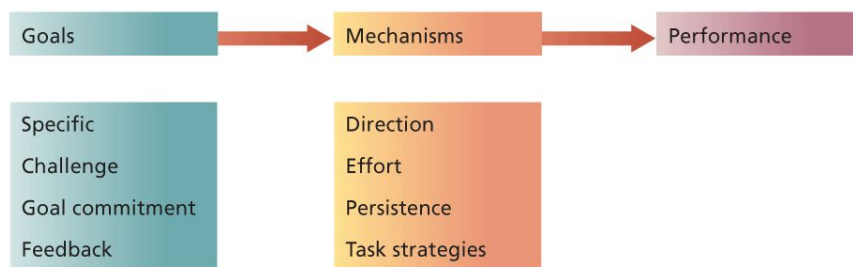 Goals
Mechanisms
Performance
Specific
Challenge
Goal commitment
Feedback
Direction
Effort
Persistence
Task strategies